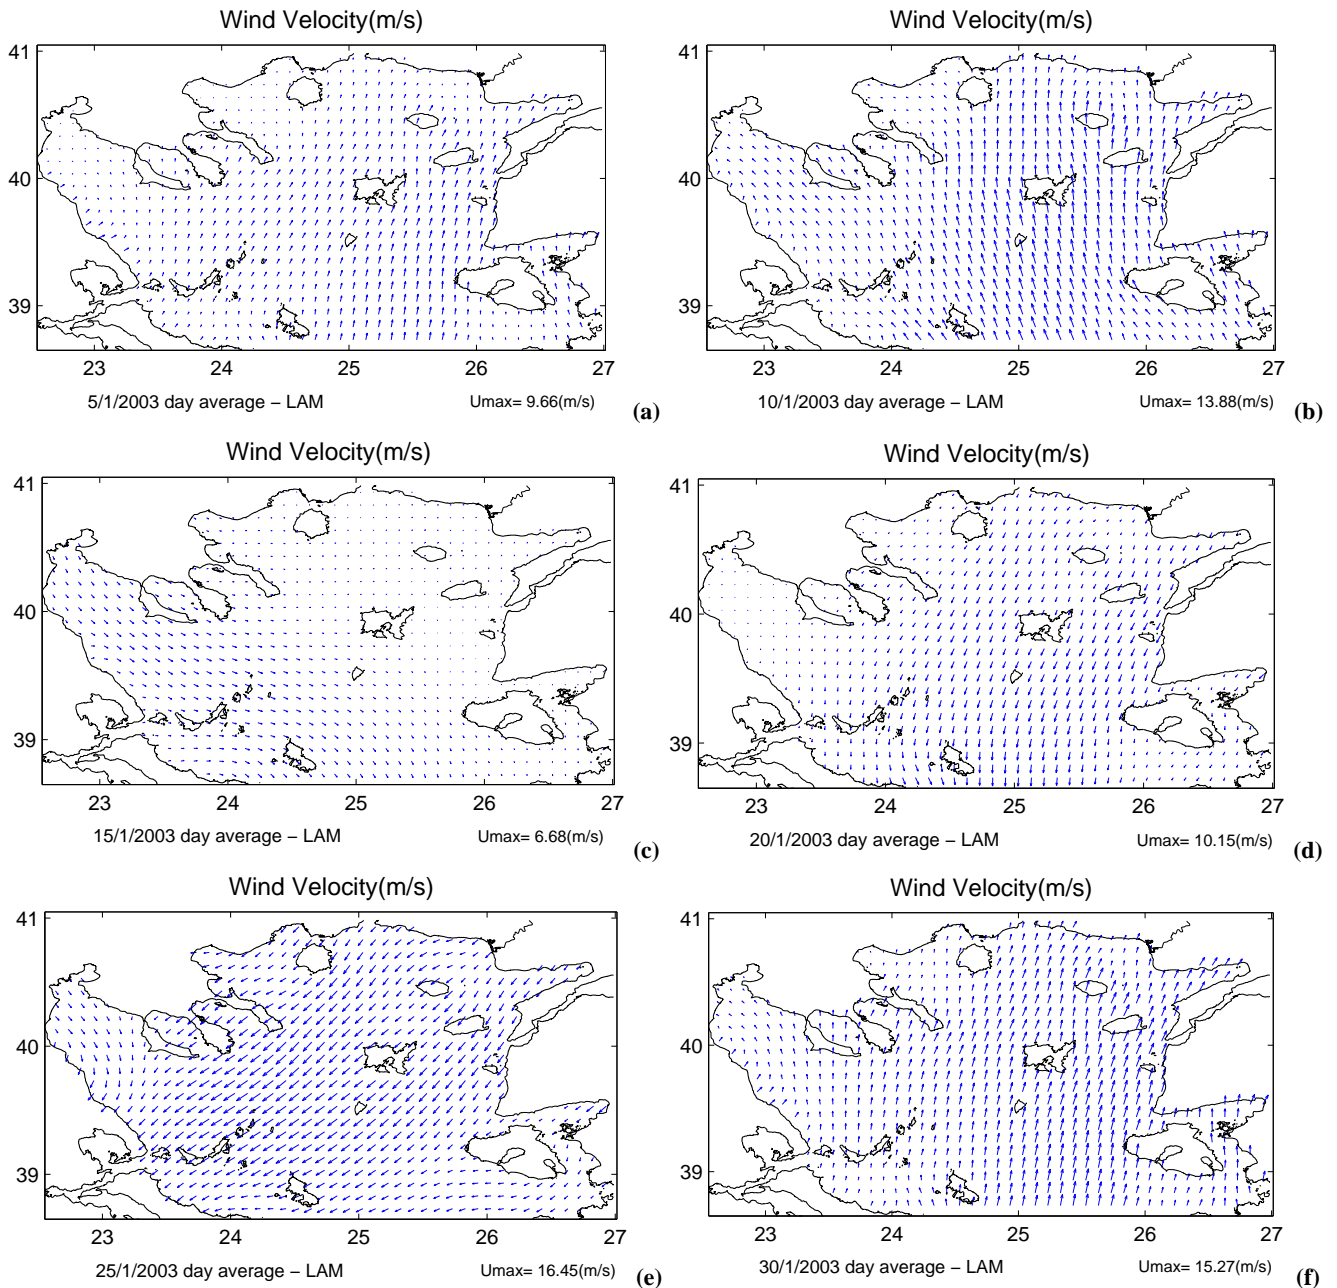 Wind Velocity(m/s)
41
40
39
23 24 25 26 27
5/1/2003 day average – LAM Umax= 9.66(m/s) (a)
Wind Velocity(m/s)
41
40
39
23 24 25 26 27
10/1/2003 day average – LAM Umax= 13.88(m/s) (b)
Wind Velocity(m/s)
41
40
39
23 24 25 26 27
15/1/2003 day average – LAM Umax= 6.68(m/s) (c)
Wind Velocity(m/s)
41
40
39
23 24 25 26 27
20/1/2003 day average – LAM Umax= 10.15(m/s) (d)
Wind Velocity(m/s)
41
40
39
23 24 25 26 27
25/1/2003 day average – LAM Umax= 16.45(m/s) (e)
Wind Velocity(m/s)
41
40
39
23 24 25 26 27
30/1/2003 day average – LAM Umax= 15.27(m/s) (f)